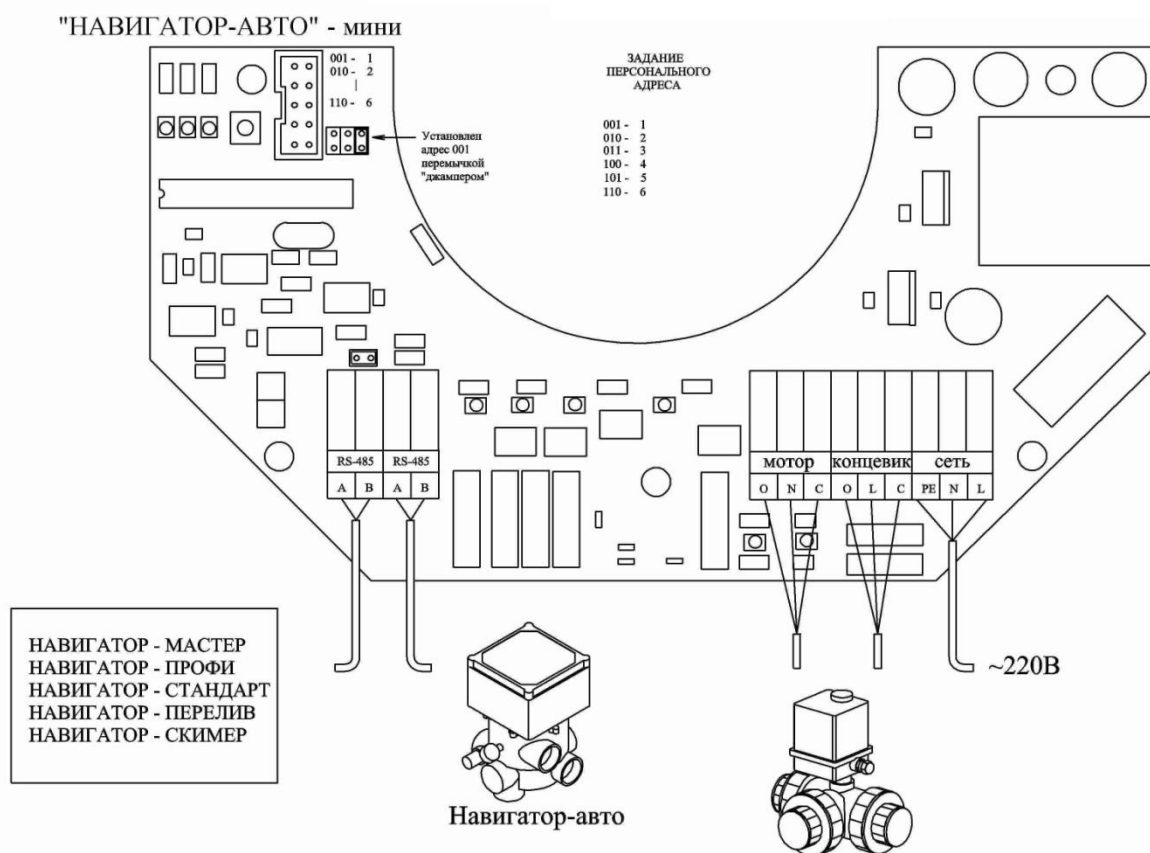 "НАВИГАТОР-АВТО" - мини
001 - 1
010 - 2
|
110 - 6
Установлен
адрес 001
перемычкой
"джампером"
ЗАДАНИЕ
ПЕРСОНАЛЬНОГО
АДРЕСА
001 - 1
010 - 2
011 - 3
100 - 4
101 - 5
110 - 6
RS-485 RS-485
A B A B
мотор концевик сеть
O N C O L C PE N L
НАВИГАТОР - МАСТЕР
НАВИГАТОР - ПРОФИ
НАВИГАТОР - СТАНДАРТ
НАВИГАТОР - ПЕРЕЛИВ
НАВИГАТОР - СКИМЕР
~220В
Навигатор-авто